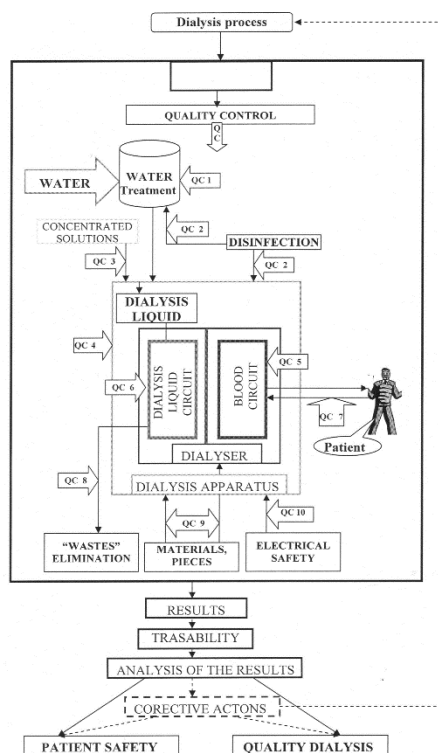 Dialysis process
QUALITY CONTROL
QC
WATER
WATER
Treatment
QC 1
QC 2
CONCENTRATED
SOLUTIONS
DISINFECTION
QC 3
QC 2
DIALYSIS
LIQUID
QC 4
QC 5
QC 6
DIALYSIS
LIQUID
CIRCUIT
BLOOD
CIRCUIT
QC 7
Patient
DIALYSER
QC 8
DIALYSIS APPARATUS
QC 9
QC 10
"WASTES"
ELIMINATION
MATERIALS,
PIECES
ELECTRICAL
SAFETY
RESULTS
TRASABILITY
ANALYSIS OF THE RESULTS
CORECTIVE ACTONS
PATIENT SAFETY
QUALITY DIALYSIS